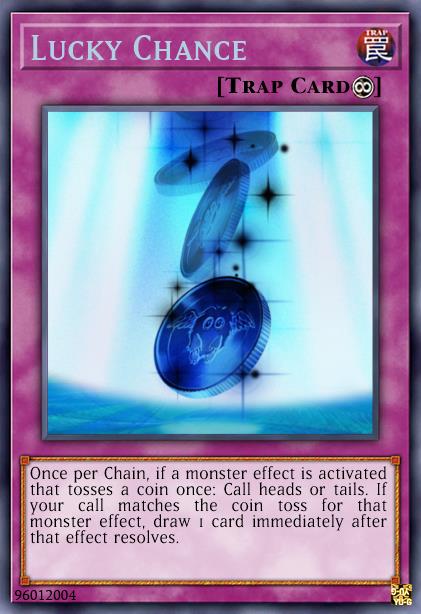 Lucky Chance
TRAP
罠
[Trap Card]
Once per Chain, if a monster effect is activated
that tosses a coin once: Call heads or tails. If
your call matches the coin toss for that
monster effect, draw 1 card immediately after
that effect resolves.
96012004